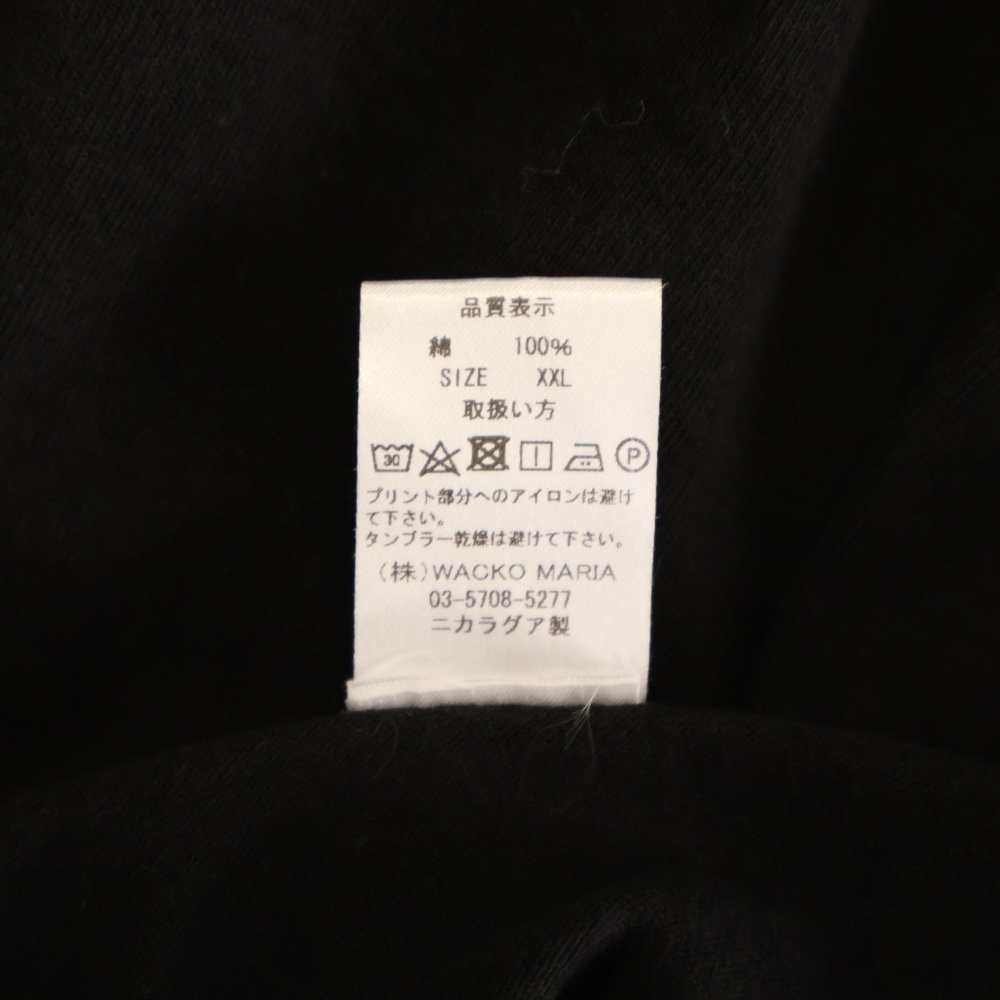 品質表示
綿 100%
SIZE XXL
取扱い方
30 P
プリント部分へのアイロンは避け
て下さい。
タンブラー乾燥は避けて下さい。
(株)WACKO MARIA
03-5708-5277
ニカラグア製